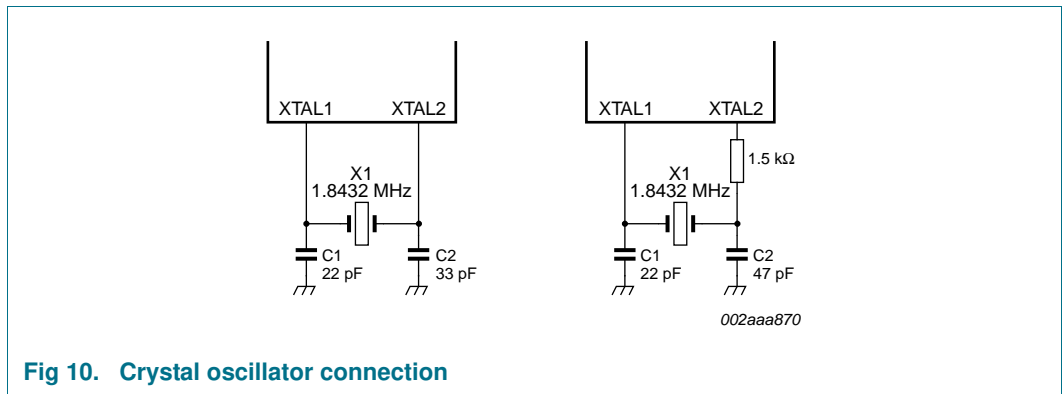 XTAL1 XTAL2
X1
1.8432 MHz
C1
22 pF
C2
33 pF
XTAL1 XTAL2
1.5 kΩ
X1
1.8432 MHz
C1
22 pF
C2
47 pF
002aaa870
Fig 10. Crystal oscillator connection